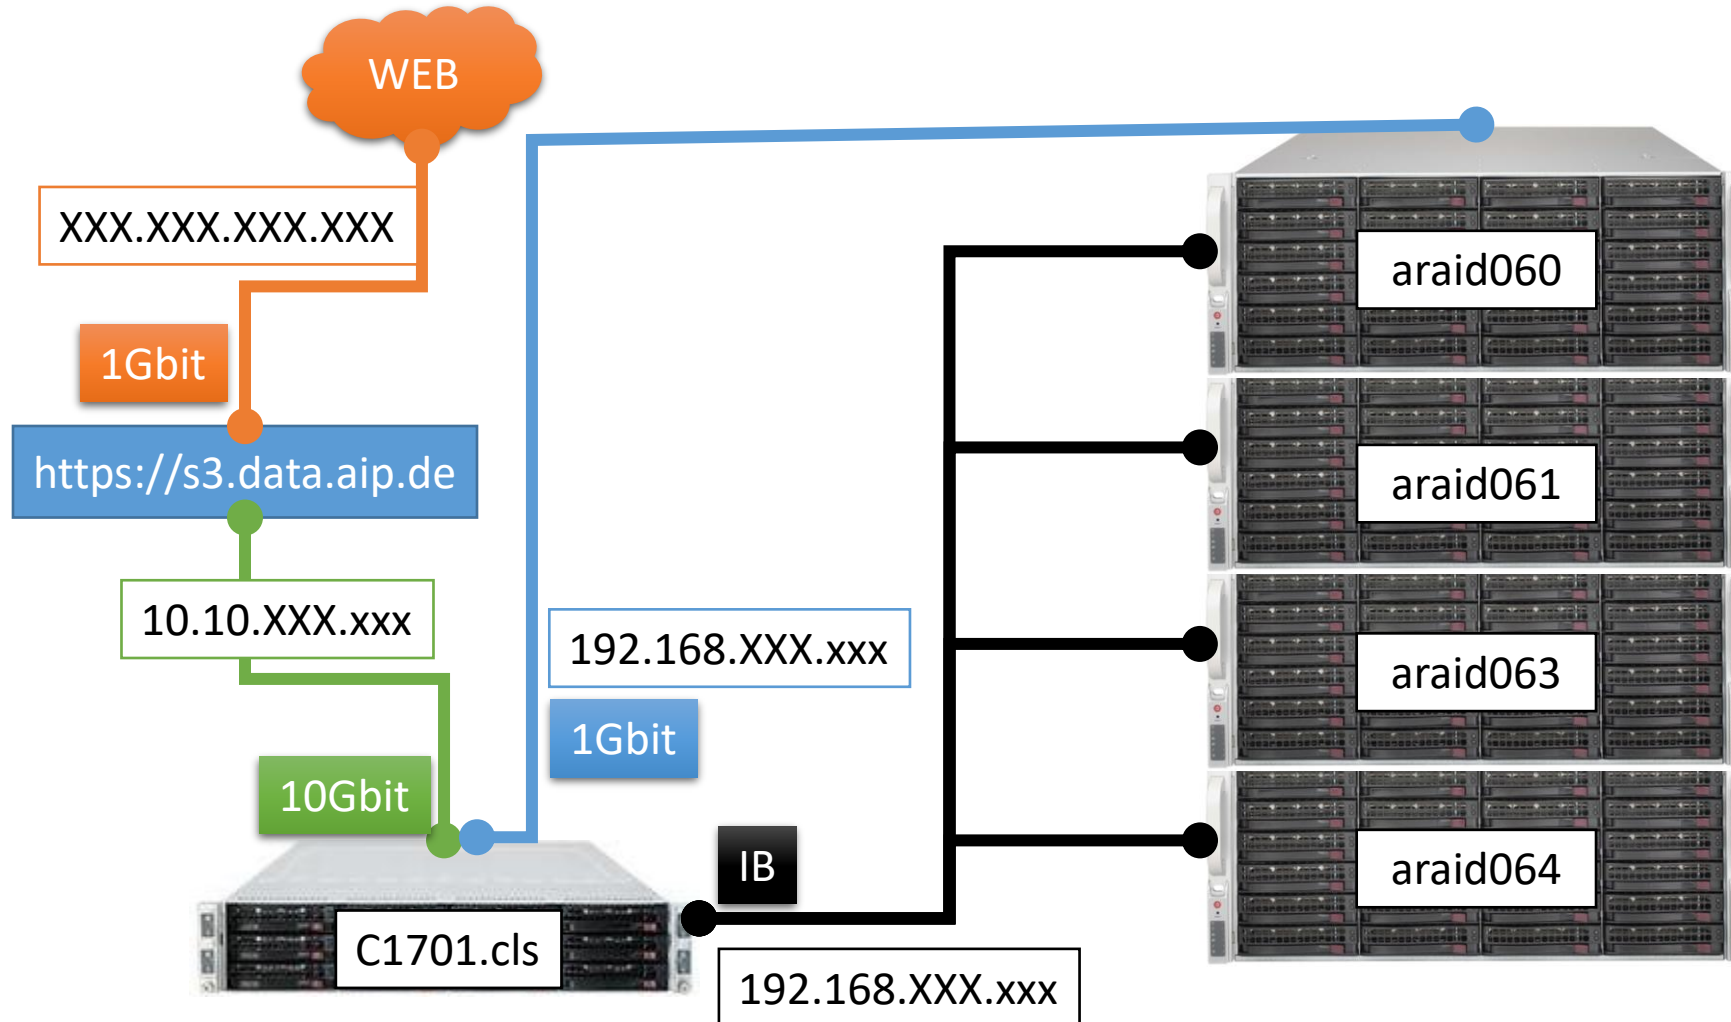 WEB
XXX.XXX.XXX.XXX
1Gbit
https://s3.data.aip.de
10.10.XXX.xxx
10Gbit
192.168.XXX.xxx
1Gbit
IB
C1701.cls
192.168.XXX.xxx
araid060
araid061
araid063
araid064